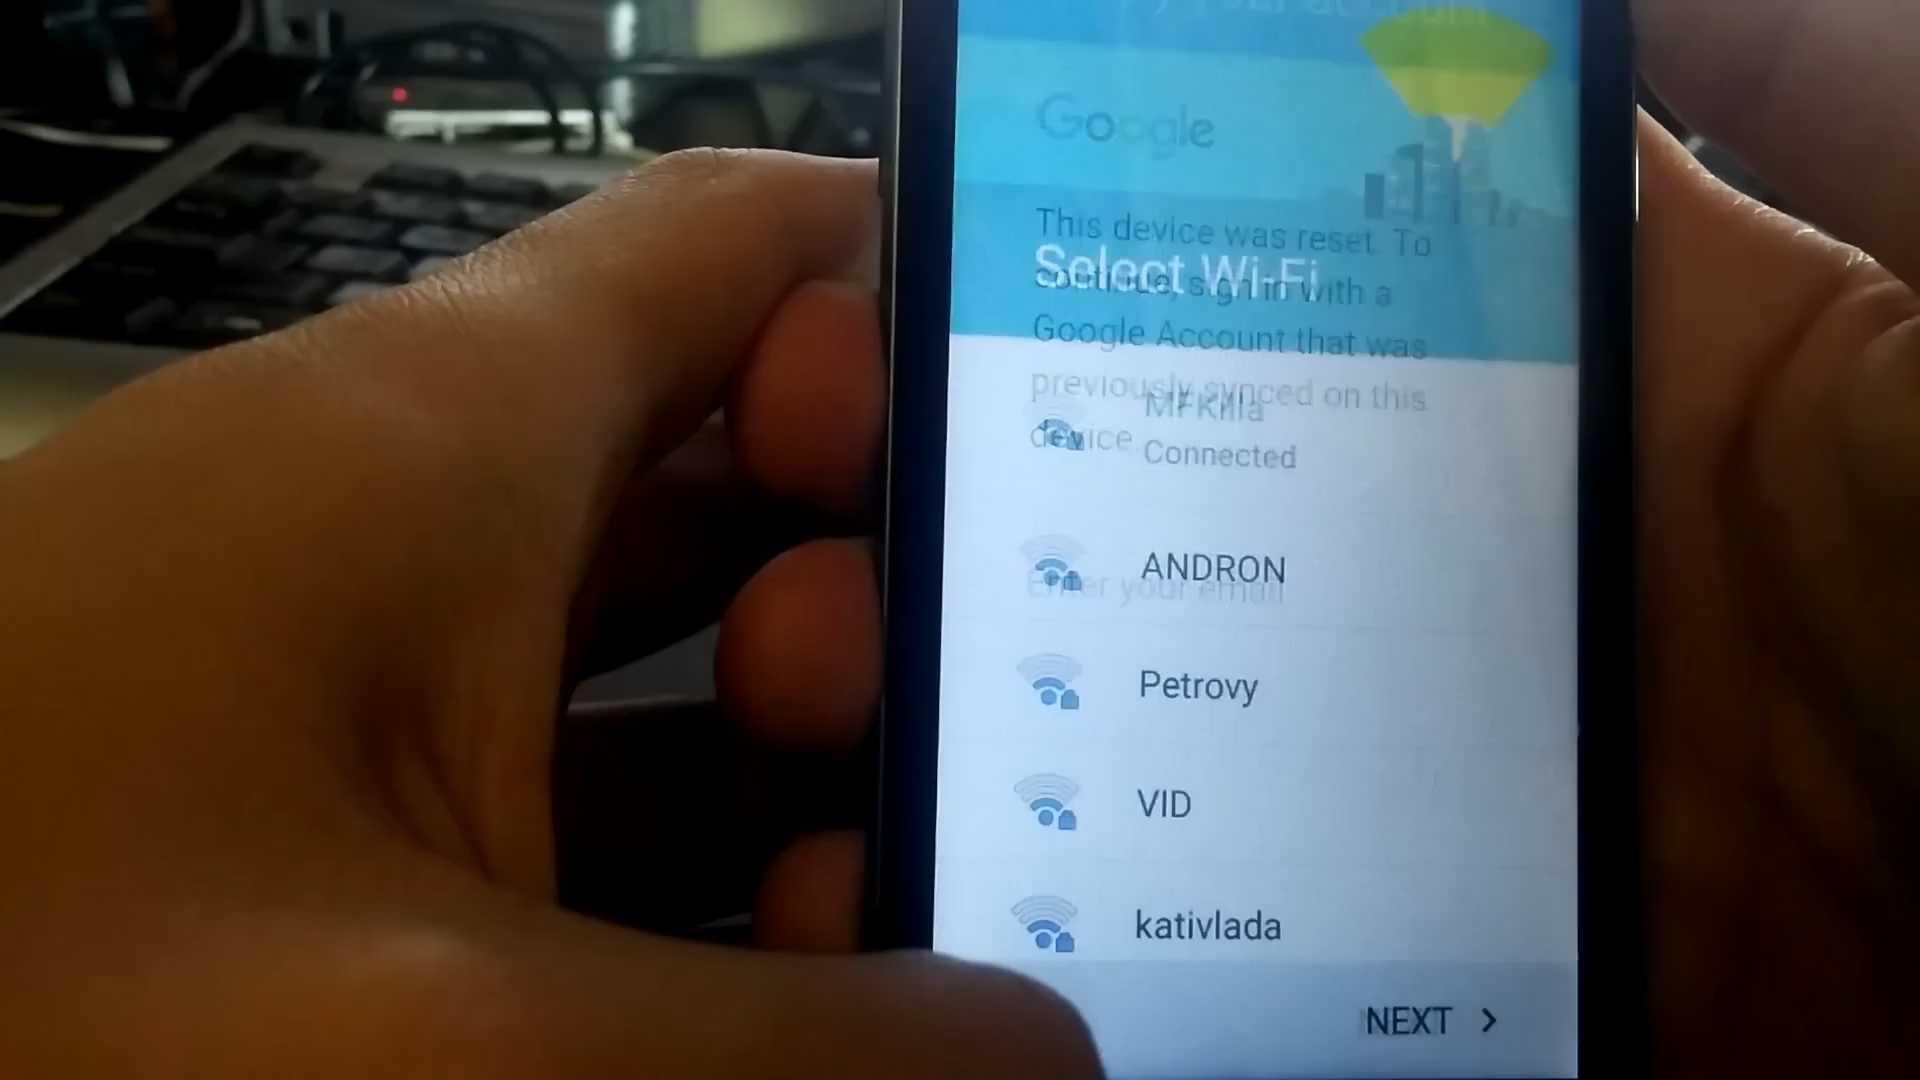 Google
This device was reset. To
Select Wi-Fi
continue, sign in with a
Google Account that was
previously synced on this
MFKilla
device
Connected
ANDRON
Enter your email
Petrovy
VID
kativlada
NEXT